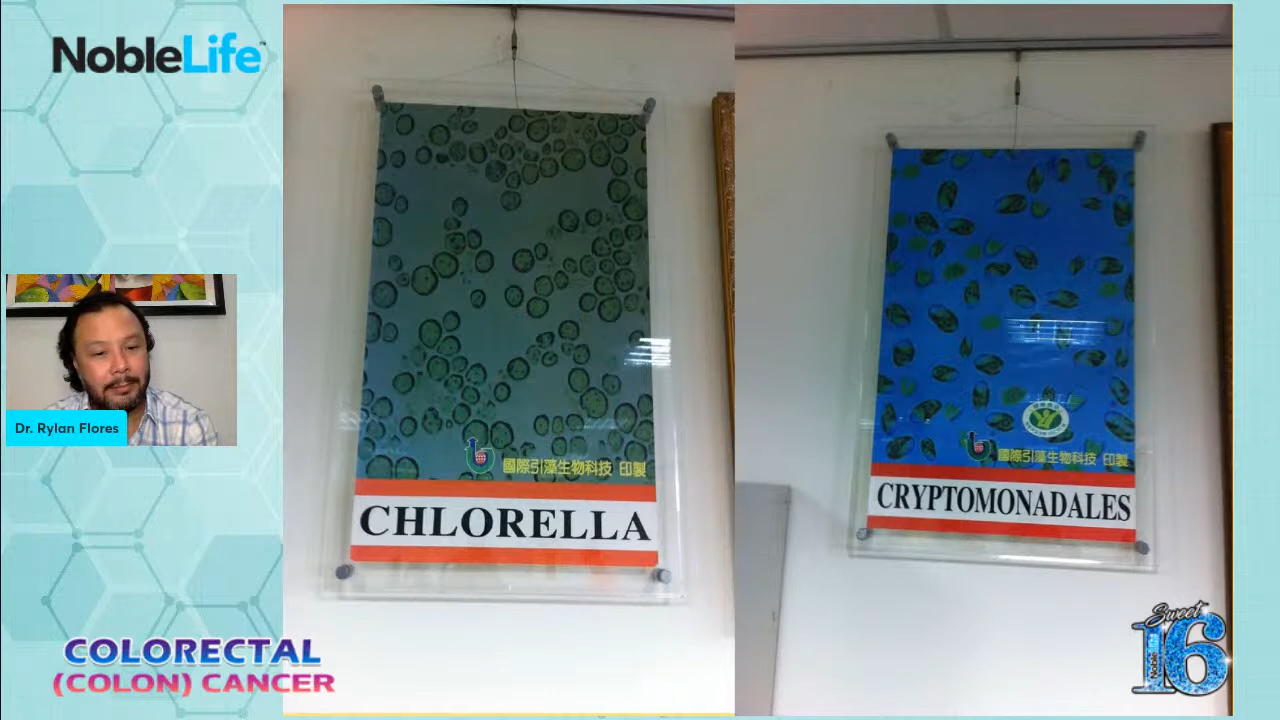 NobleLife
Dr. Rylan Flores
國際引藻生物科技 印製
CHLORELLA
國際引藻生物科技 印製
CRYPTOMONADALES
COLORECTAL
(COLON) CANCER
Sweet
16
NobleLife